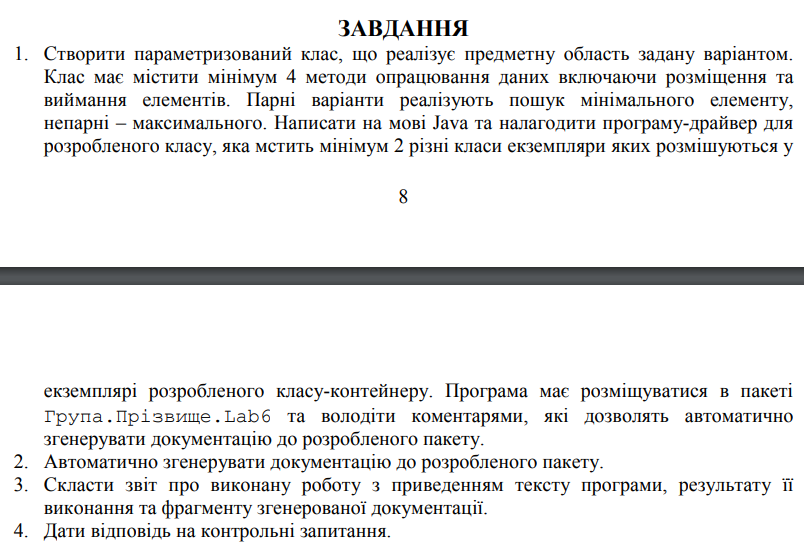 ЗАВДАННЯ
1. Створити параметризований клас, що реалізує предметну область задану варіантом.
Клас має містити мінімум 4 методи опрацювання даних включаючи розміщення та
виймання елементів. Парні варіанти реалізують пошук мінімального елементу,
непарні – максимального. Написати на мові Java та налагодити програму-драйвер для
розробленого класу, яка мстить мінімум 2 різні класи екземпляри яких розмішуються у
8
екземплярі розробленого класу-контейнеру. Програма має розміщуватися в пакеті
Група.Прізвище.Lab6 та володіти коментарями, які дозволять автоматично
згенерувати документацію до розробленого пакету.
2. Автоматично згенерувати документацію до розробленого пакету.
3. Скласти звіт про виконану роботу з приведенням тексту програми, результату її
виконання та фрагменту згенерованої документації.
4. Дати відповідь на контрольні запитання.